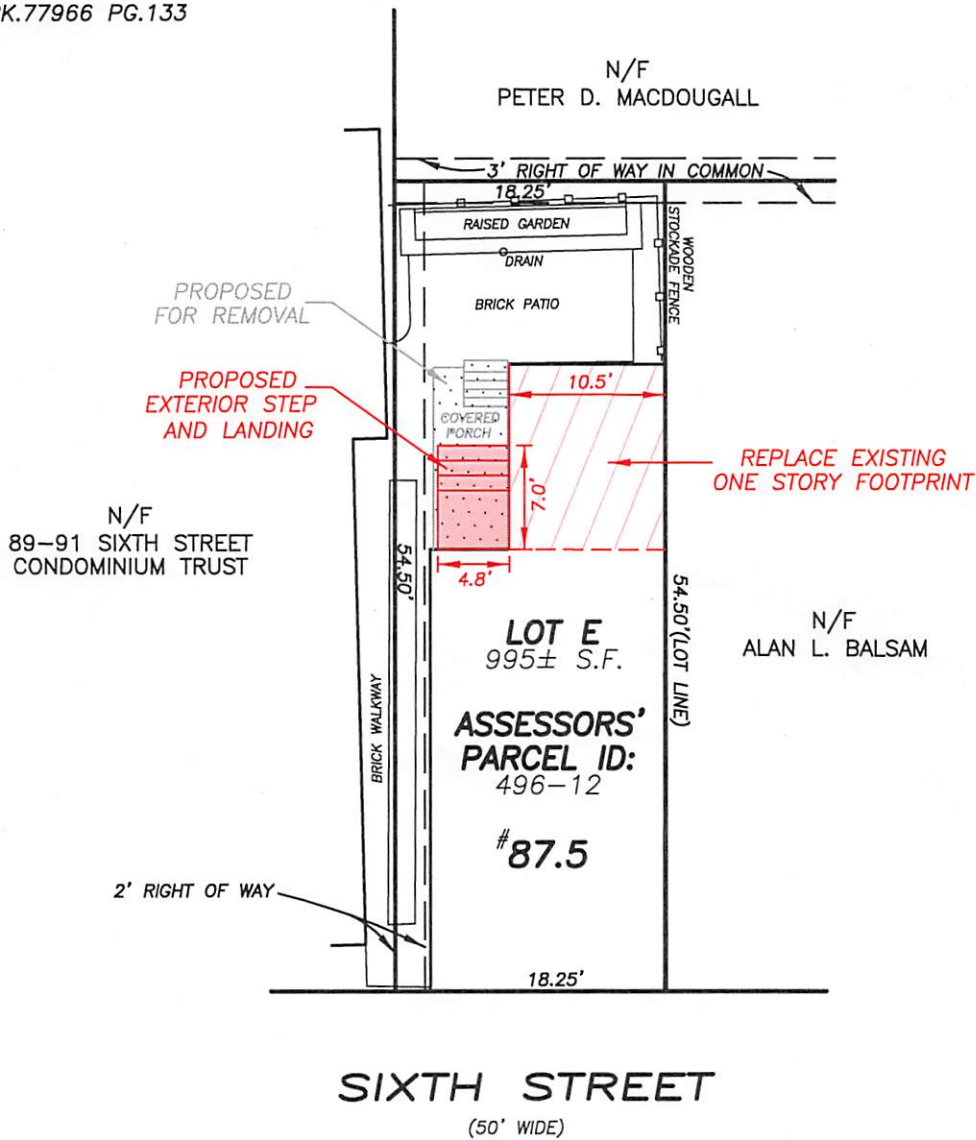 PG.133
N/F
PETER D. MACDOUGALL
3' RIGHT OF WAY IN COMMON
18.25'
RAISED GARDEN
DRAIN
BRICK PATIO
WOODEN
STOCKADE FENCE
PROPOSED
FOR REMOVAL
PROPOSED
EXTERIOR STEP
AND LANDING
COVERED
PORCH
10.5'
7.0'
4.8'
REPLACE EXISTING
ONE STORY FOOTPRINT
N/F
89-91 SIXTH STREET
CONDOMINIUM TRUST
54.50'
BRICK WALKWAY
LOT E
995± S.F.
ASSESSORS'
PARCEL ID:
496-12
#87.5
54.50'(LOT LINE)
N/F
ALAN L. BALSAM
2' RIGHT OF WAY
18.25'
SIXTH STREET
(50' WIDE)